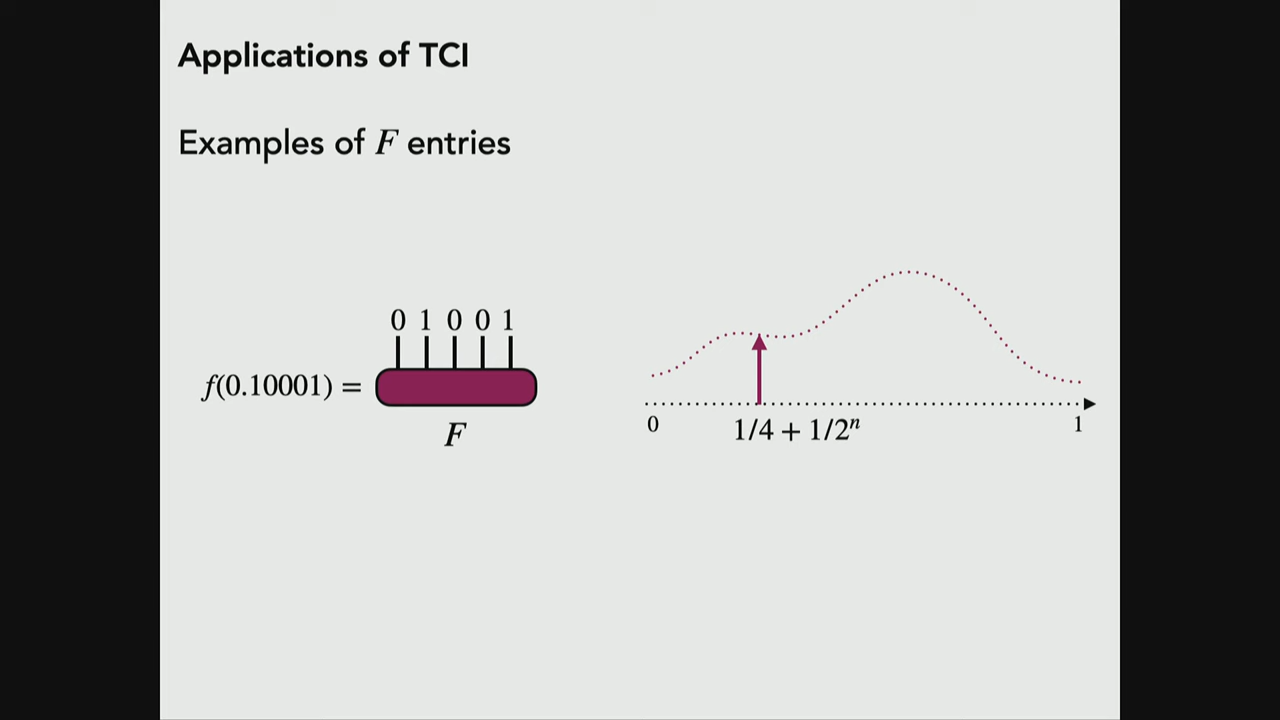 Applications of TCI
Examples of F entries
0 1 0 0 1
f(0.10001) =
F
0
1/4 + 1/2ⁿ
1